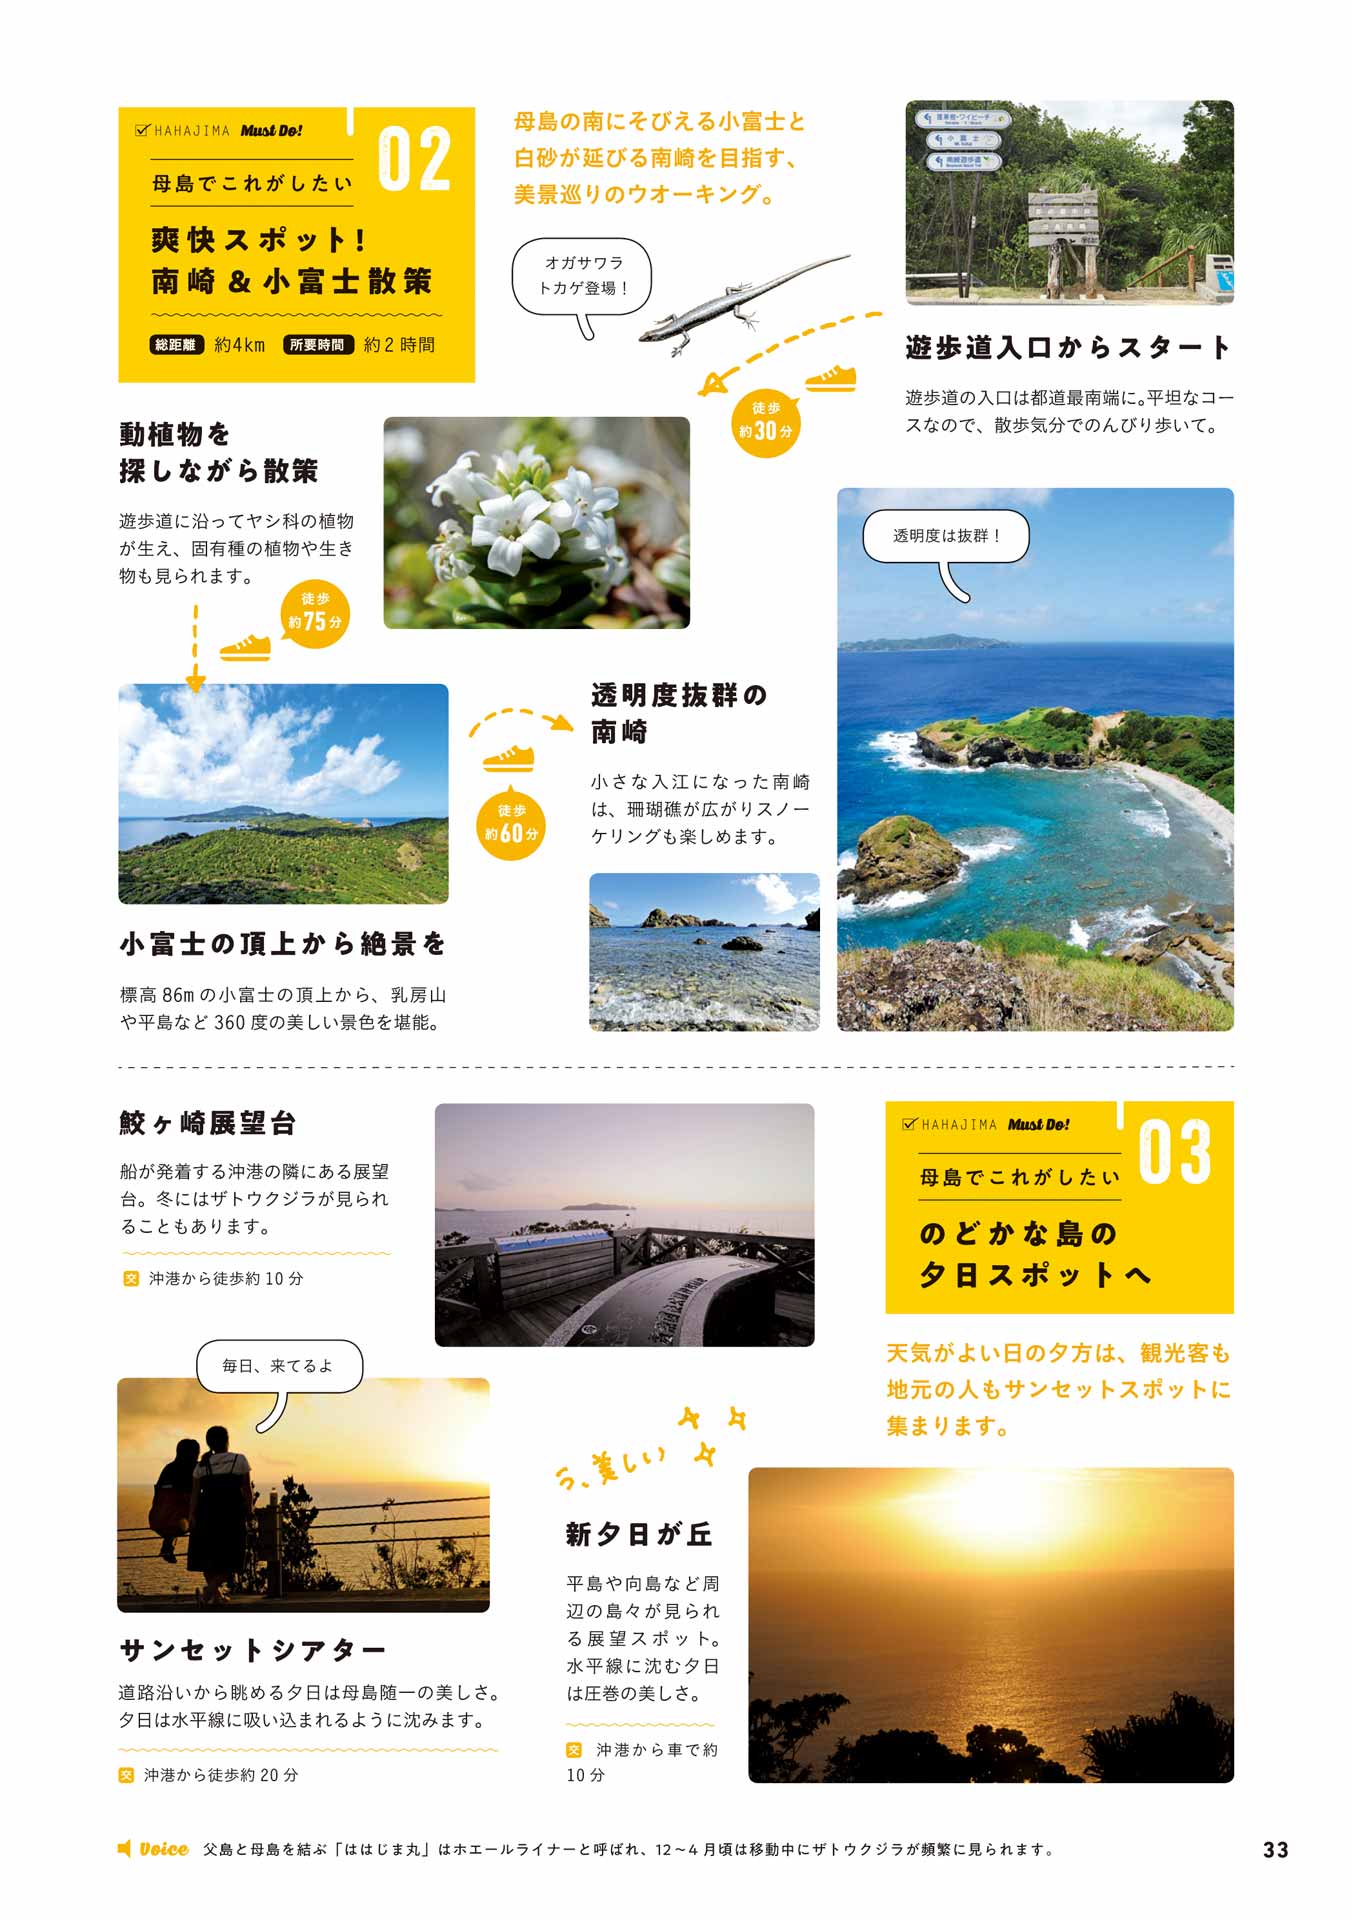 HAHAJIMA Must Do!
02
母島でこれがしたい
爽快スポット!
南崎&小富士散策
総距離 約4km 所要時間 約2時間
母島の南にそびえる小富士と
白砂が延びる南崎を目指す、
美景巡りのウオーキング。
オガサワラ
トカゲ登場!
小富士
南崎遊歩道
遊歩道入口からスタート
遊歩道の入口は都道最南端に。平坦なコー
スなので、散歩気分でのんびり歩いて。
徒歩
約30分
動植物を
探しながら散策
遊歩道に沿ってヤシ科の植物
が生え、固有種の植物や生き
物も見られます。
徒歩
約75分
小富士の頂上から絶景を
標高86mの小富士の頂上から、乳房山
や平島など360度の美しい景色を堪能。
徒歩
約60分
透明度抜群の
南崎
小さな入江になった南崎
は、珊瑚礁が広がりスノー
ケリングも楽しめます。
透明度は抜群!
鮫ヶ崎展望台
船が発着する沖港の隣にある展望
台。冬にはザトウクジラが見られ
ることもあります。
交 沖港から徒歩約10分
HAHAJIMA Must Do!
03
母島でこれがしたい
のどかな島の
夕日スポットへ
天気がよい日の夕方は、観光客も
地元の人もサンセットスポットに
集まります。
毎日、来てるよ
サンセットシアター
道路沿いから眺める夕日は母島随一の美しさ。
夕日は水平線に吸い込まれるように沈みます。
交 沖港から徒歩約20分
う、美しい
新夕日が丘
平島や向島など周
辺の島々が見られ
る展望スポット。
水平線に沈む夕日
は圧巻の美しさ。
交 沖港から車で約
10分
Voice 父島と母島を結ぶ「ははじま丸」はホエールライナーと呼ばれ、12～4月頃は移動中にザトウクジラが頻繁に見られます。
33